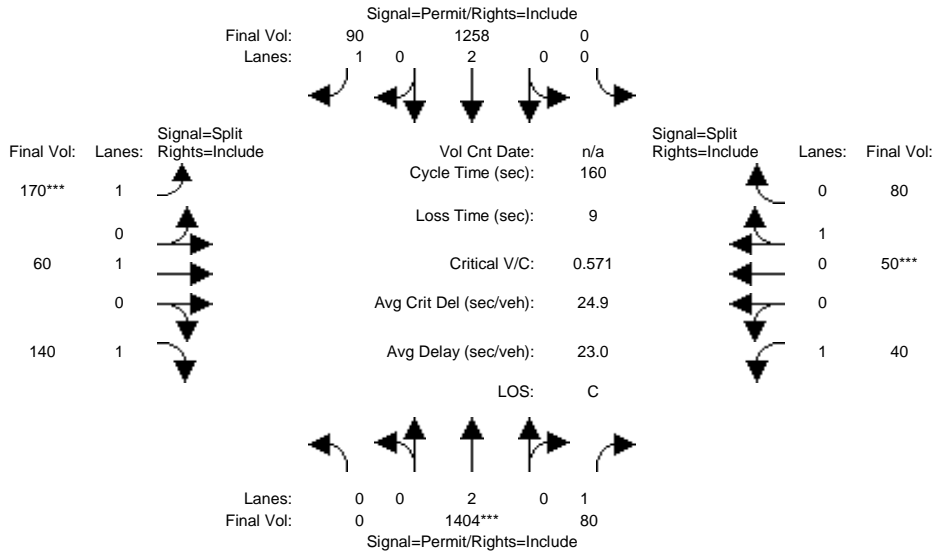 Signal=Permit/Rights=Include
Final Vol: 90 1258 0
Lanes: 1 0 2 0 0
Signal=Split
Final Vol: Lanes: Rights=Include
Vol Cnt Date: n/a
Signal=Split
Rights=Include Lanes: Final Vol:
Cycle Time (sec): 160
170*** 1
0 80
Loss Time (sec): 9
0
1
60 1
Critical V/C: 0.571
0 50***
0
Avg Crit Del (sec/veh): 24.9
0
140 1
Avg Delay (sec/veh): 23.0
1 40
LOS: C
Lanes: 0 0 2 0 1
Final Vol: 0 1404*** 80
Signal=Permit/Rights=Include